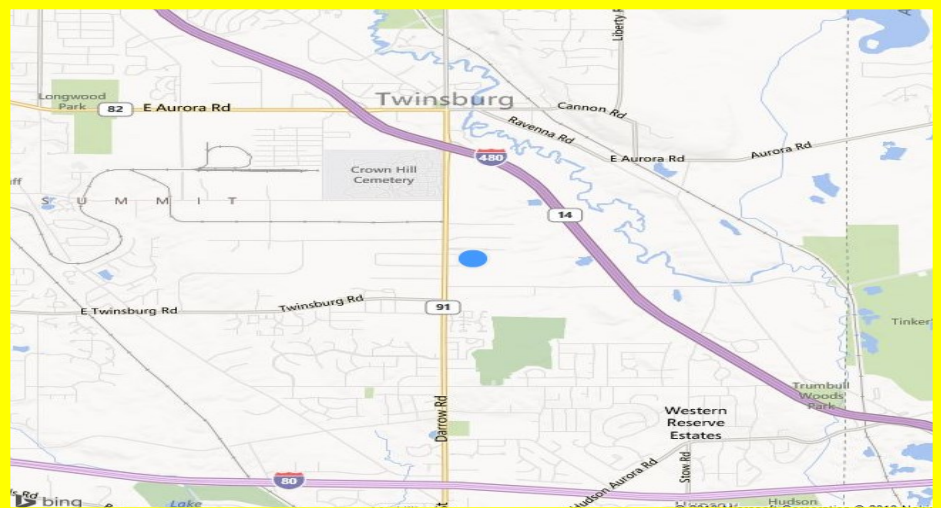 Liberty R
Longwood
Park
82
E Aurora Rd
Twinsburg
Cannon Rd
Ravenna Rd
E Aurora Rd
Aurora Rd
480
Crown Hill
Cemetery
SUMMIT
14
E Twinsburg Rd
Twinsburg Rd
91
Tinker
Darrow Rd
Trumbull
Woods
Park
Western
Reserve
Estates
Stow Rd
Hudson Aurora Rd
80
Lake
Hudson
bing